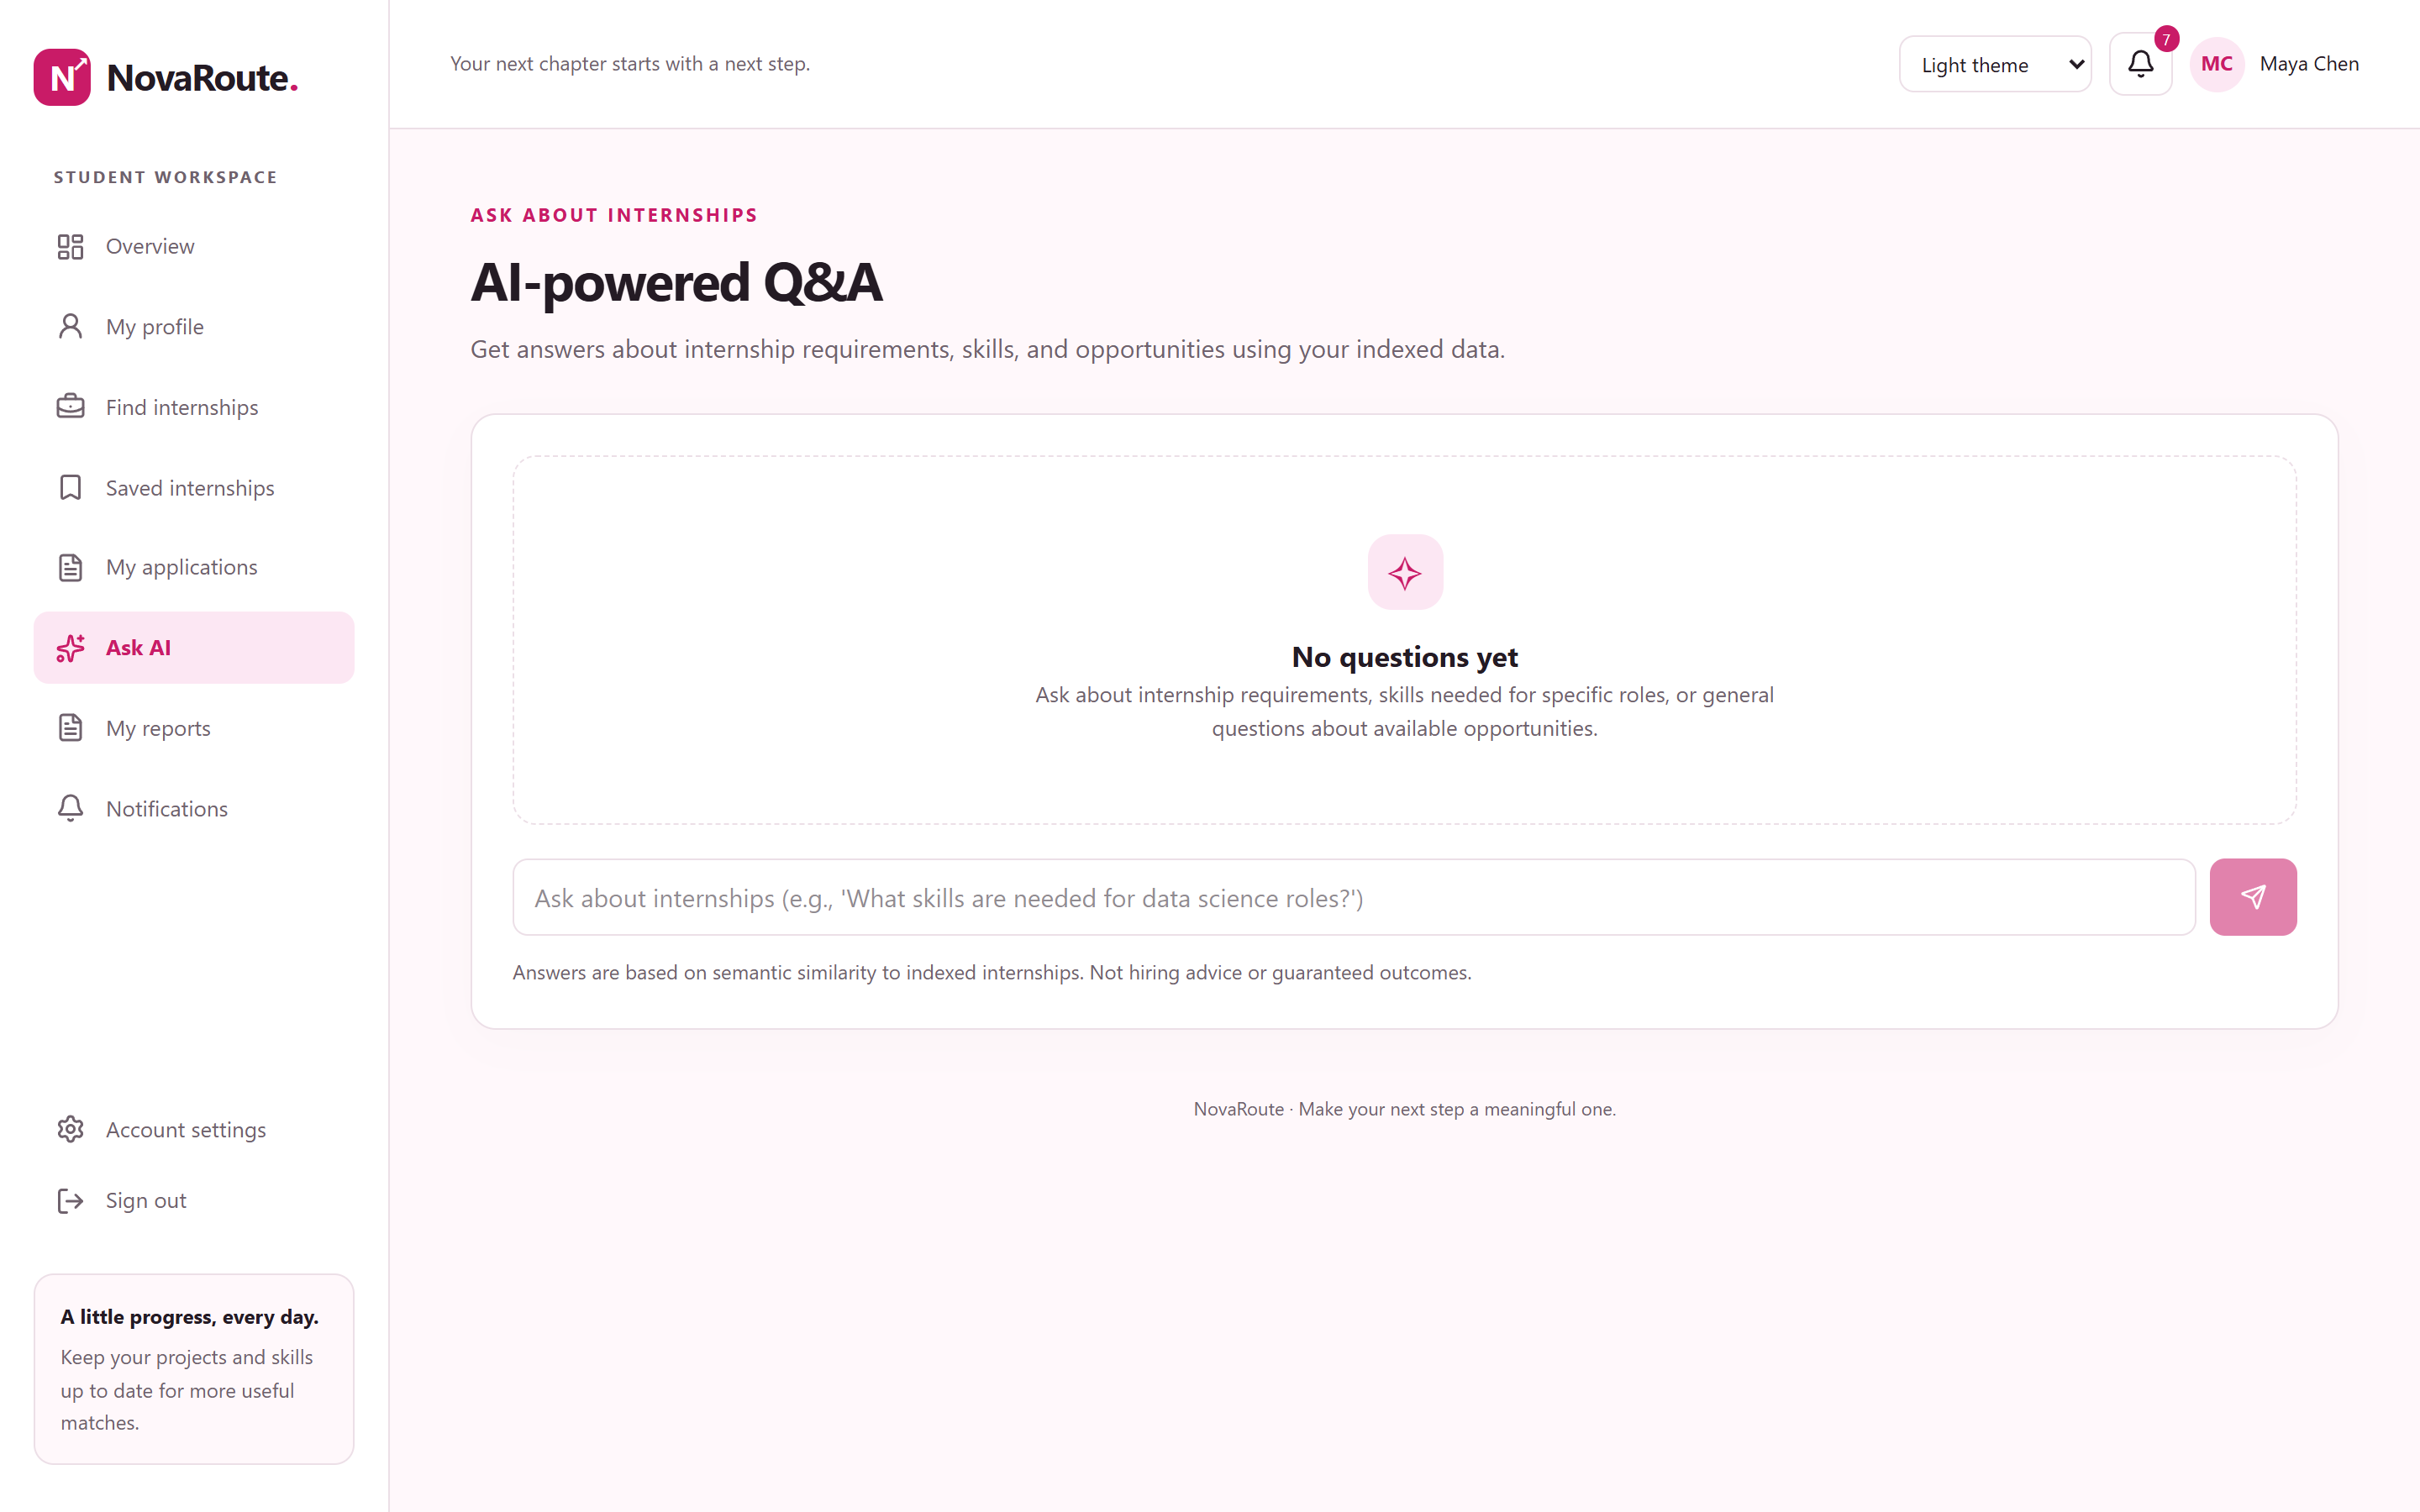 N
NovaRoute.
STUDENT WORKSPACE
Overview
My profile
Find internships
Saved internships
My applications
Ask AI
My reports
Notifications
Account settings
Sign out
A little progress, every day.
Keep your projects and skills
up to date for more useful
matches.
Your next chapter starts with a next step.
Light theme
7
MC
Maya Chen
ASK ABOUT INTERNSHIPS
AI-powered Q&A
Get answers about internship requirements, skills, and opportunities using your indexed data.
No questions yet
Ask about internship requirements, skills needed for specific roles, or general
questions about available opportunities.
Ask about internships (e.g., 'What skills are needed for data science roles?')
Answers are based on semantic similarity to indexed internships. Not hiring advice or guaranteed outcomes.
NovaRoute · Make your next step a meaningful one.